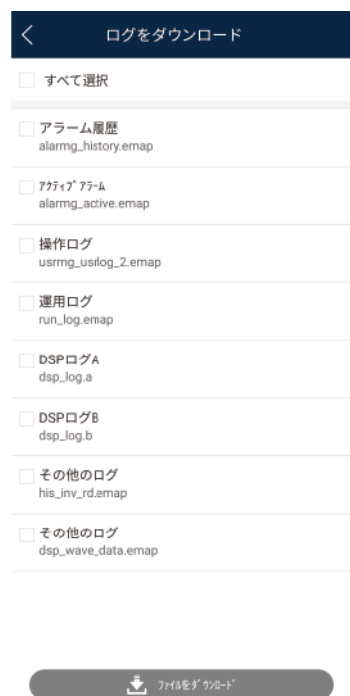 ログをダウンロード
すべて選択
アラーム履歴
alarmg_history.emap
ｱｸﾃｨﾌﾞ ｱﾗｰﾑ
alarmg_active.emap
操作ログ
usrmg_usrlog_2.emap
運用ログ
run_log.emap
DSPログA
dsp_log.a
DSPログB
dsp_log.b
その他のログ
his_inv_rd.emap
その他のログ
dsp_wave_data.emap
ﾌｧｲﾙをﾀﾞｳﾝﾛｰﾄﾞ